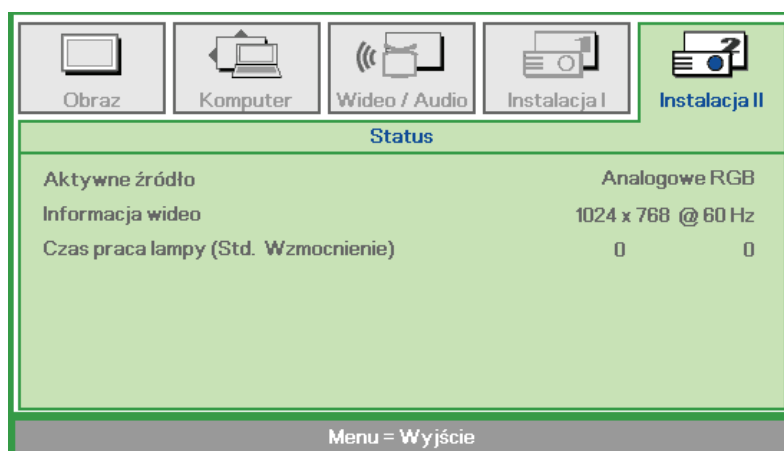 Obraz
Komputer
Wideo / Audio
Instalacja I
2
Instalacja II
Status
Aktywne źródło Analogowe RGB
Informacja wideo 1024 x 768 @ 60 Hz
Czas praca lampy (Std. Wzmocnienie) 0 0
Menu = Wyjście